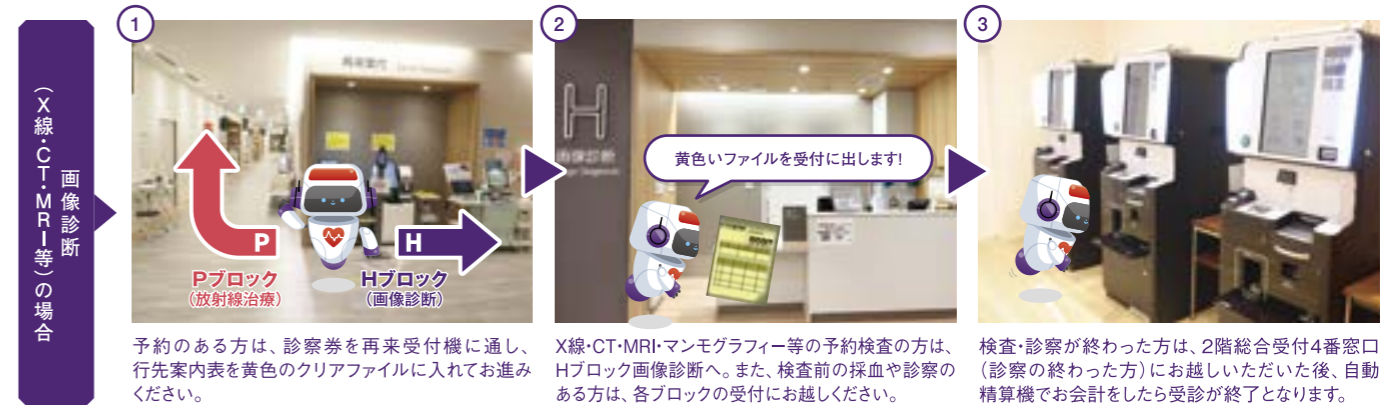 画像診断
（X線・CT・MRI等）の場合
1
再来受付
P
H
Pブロック
（放射線治療）
Hブロック
（画像診断）
予約のある方は、診察券を再来受付機に通し、
行先案内表を黄色のクリアファイルに入れてお進み
ください。
2
H
画像診断
黄色いファイルを受付に出します!
X線・CT・MRI・マンモグラフィー等の予約検査の方は、
Hブロック画像診断へ。また、検査前の採血や診察の
ある方は、各ブロックの受付にお越しください。
3
検査・診察が終わった方は、2階総合受付4番窓口
（診察の終わった方）にお越しいただいた後、自動
精算機でお会計をしたら受診が終了となります。